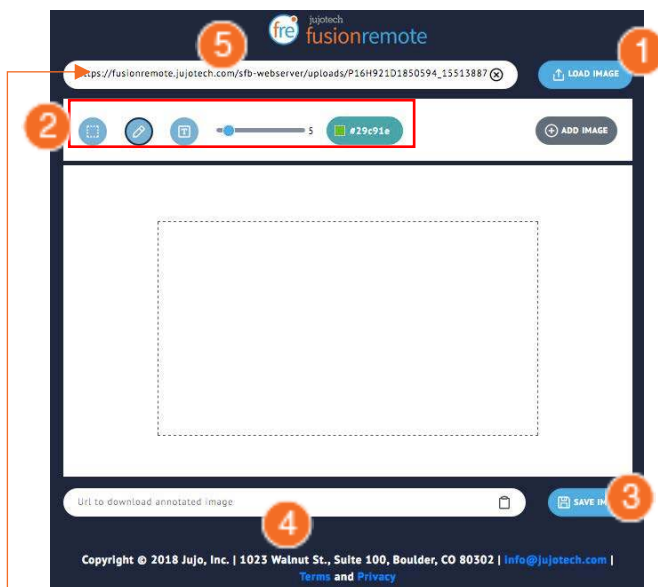 fre jujotech
fusionremote
5
1
ttps://fusionremote.jujotech.com/sfb-webserver/uploads/P16H921D1850594_15513887
LOAD IMAGE
2
T
5
#29c91e
ADD IMAGE
Url to download annotated image
SAVE IM
3
4
Copyright © 2018 Jujo, Inc. | 1023 Walnut St., Suite 100, Boulder, CO 80302 | info@jujotech.com |
Terms and Privacy